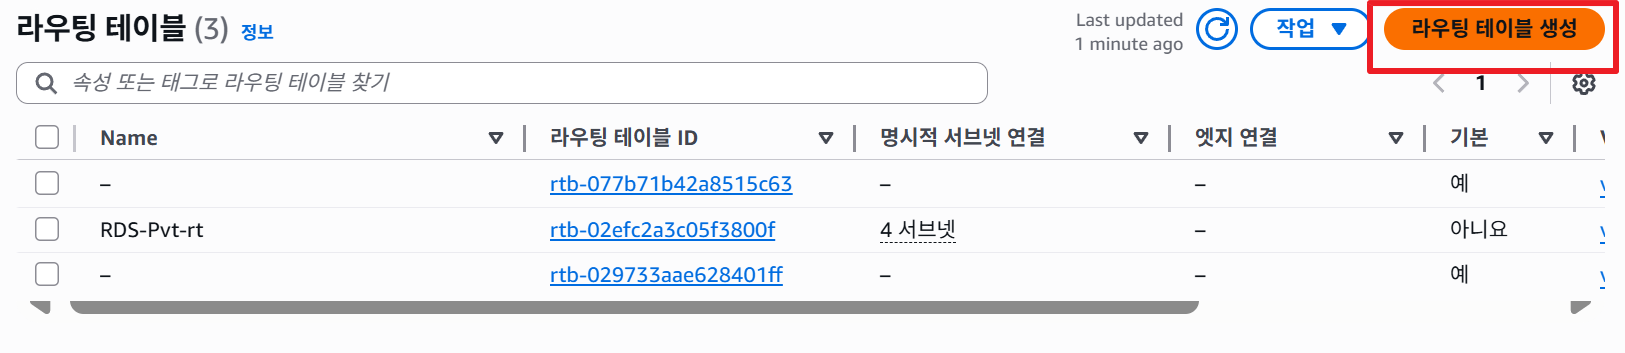 라우팅 테이블 (3) 정보
Last updated
1 minute ago
작업
라우팅 테이블 생성
속성 또는 태그로 라우팅 테이블 찾기
1
Name 라우팅 테이블 ID 명시적 서브넷 연결 엣지 연결 기본
– rtb-077b71b42a8515c63 – – 예
RDS-Pvt-rt rtb-02efc2a3c05f3800f 4 서브넷 – 아니요
– rtb-029733aae628401ff – – 예